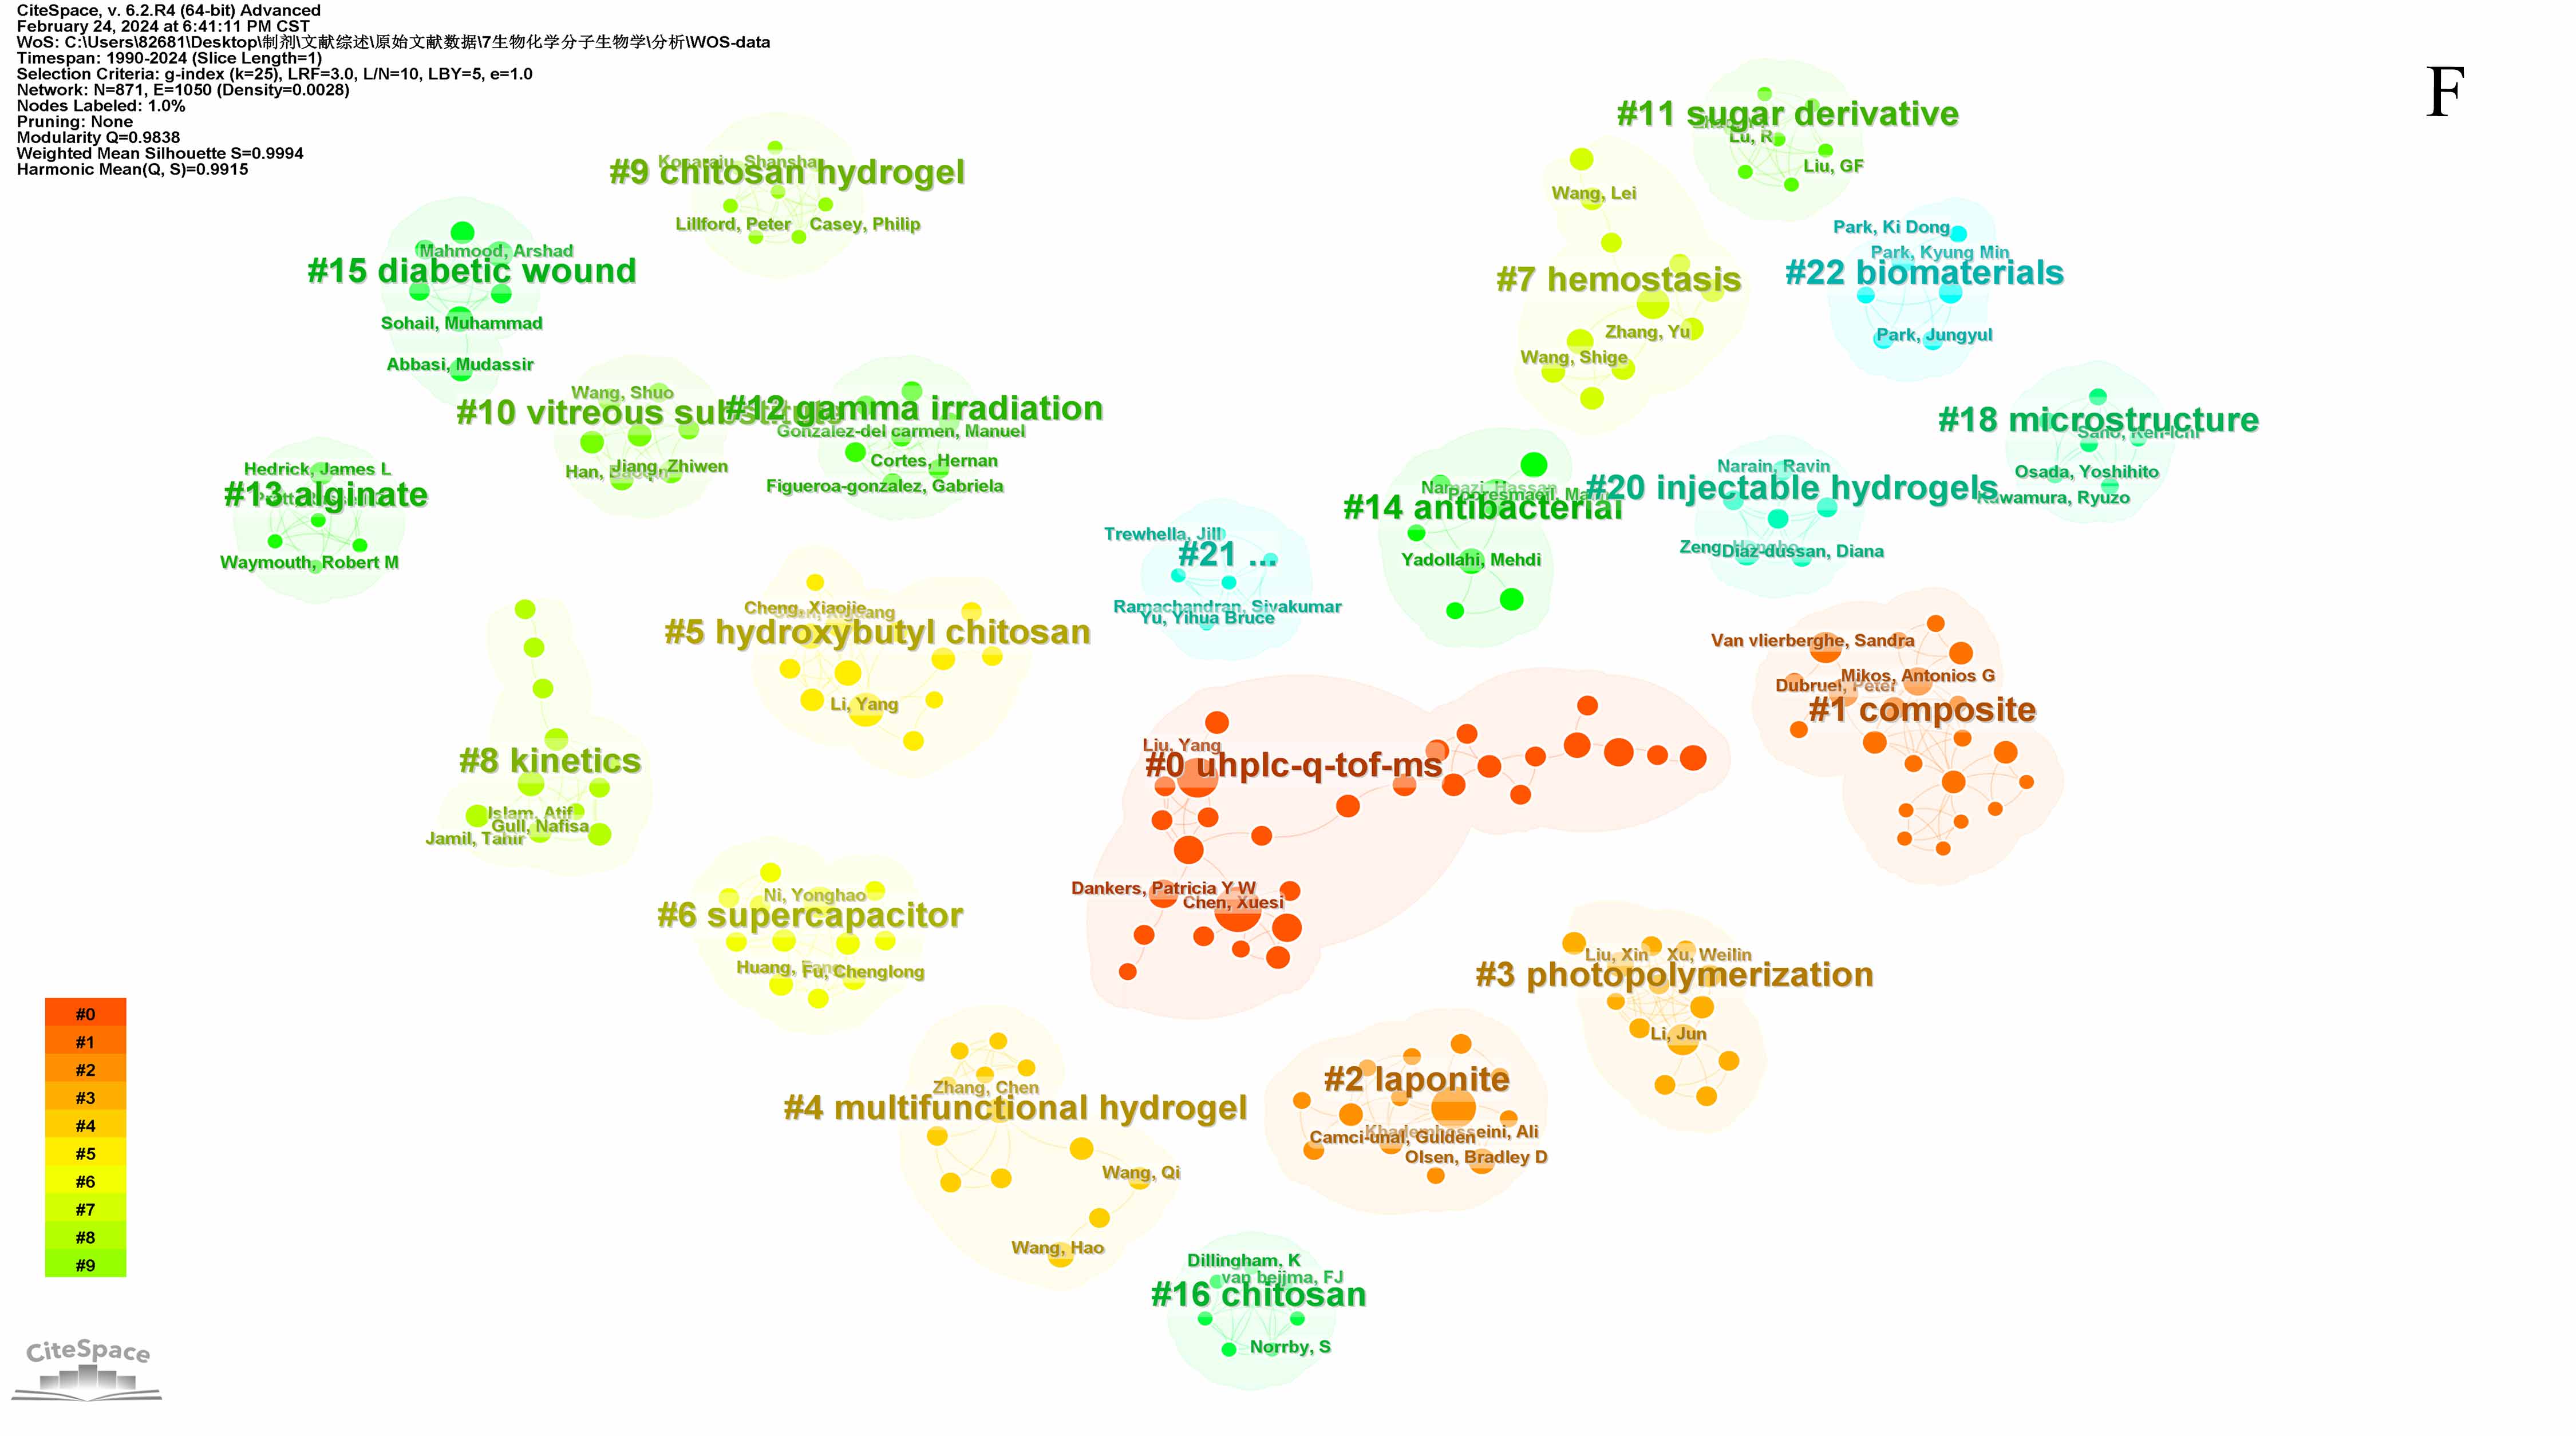 CiteSpace, v. 6.2.R4 (64-bit) Advanced
February 24, 2024 at 6:41:11 PM CST
WoS: C:\Users\82681\Desktop\制剂\文献综述\原始文献数据\7生物化学分子生物学\分析\WOS-data
Timespan: 1990-2024 (Slice Length=1)
Selection Criteria: g-index (k=25), LRF=3.0, L/N=10, LBY=5, e=1.0
Network: N=871, E=1050 (Density=0.0028)
Nodes Labeled: 1.0%
Pruning: None
Modularity Q=0.9838
Weighted Mean Silhouette S=0.9994
Harmonic Mean(Q, S)=0.9915
F
#11 sugar derivative
Lu, R
Liu, GF
#9 chitosan hydrogel
Lillford, Peter
Casey, Philip
Wang, Lei
#7 hemostasis
Zhang, Yu
Wang, Shige
Park, Ki Dong
Park, Kyung Min
#22 biomaterials
Park, Jungyul
Mahmood, Arshad
#15 diabetic wound
Sohail, Muhammad
Abbasi, Mudassir
Wang, Shuo
#10 vitreous substitute
Han,
Jiang, Zhiwen
#12 gamma irradiation
Gonzalez-del carmen, Manuel
Cortes, Hernan
Figueroa-gonzalez, Gabriela
#18 microstructure
Sano, Ken-Ichi
Osada, Yoshihito
Kawamura, Ryuzo
Hedrick, James L
#13 alginate
Waymouth, Robert M
Namazi, Hassan
#14 antibacterial
Yadollahi, Mehdi
Narain, Ravin
#20 injectable hydrogels
Zeng,
Diaz-dussan, Diana
Trewhella, Jill
#21 ...
Ramachandran, Sivakumar
Yu, Yihua Bruce
Cheng, Xiaojie
#5 hydroxybutyl chitosan
Li, Yang
Van vlierberghe, Sandra
Mikos, Antonios G
Dubruel, Peter
#1 composite
Liu, Yang
#0 uhplc-q-tof-ms
Dankers, Patricia Y W
Chen, Xuesi
#8 kinetics
Islam, Atif
Gull, Nafisa
Jamil, Tahir
Ni, Yonghao
#6 supercapacitor
Huang, Fang
Fu, Chenglong
Liu, Xin
Xu, Weilin
#3 photopolymerization
Li, Jun
Zhang, Chen
#4 multifunctional hydrogel
Wang, Qi
Wang, Hao
#2 laponite
Khademhosseini, Ali
Camci-unal, Gulden
Olsen, Bradley D
Dillingham, K
van beijma, FJ
#16 chitosan
Norrby, S
#0
#1
#2
#3
#4
#5
#6
#7
#8
#9
CiteSpace